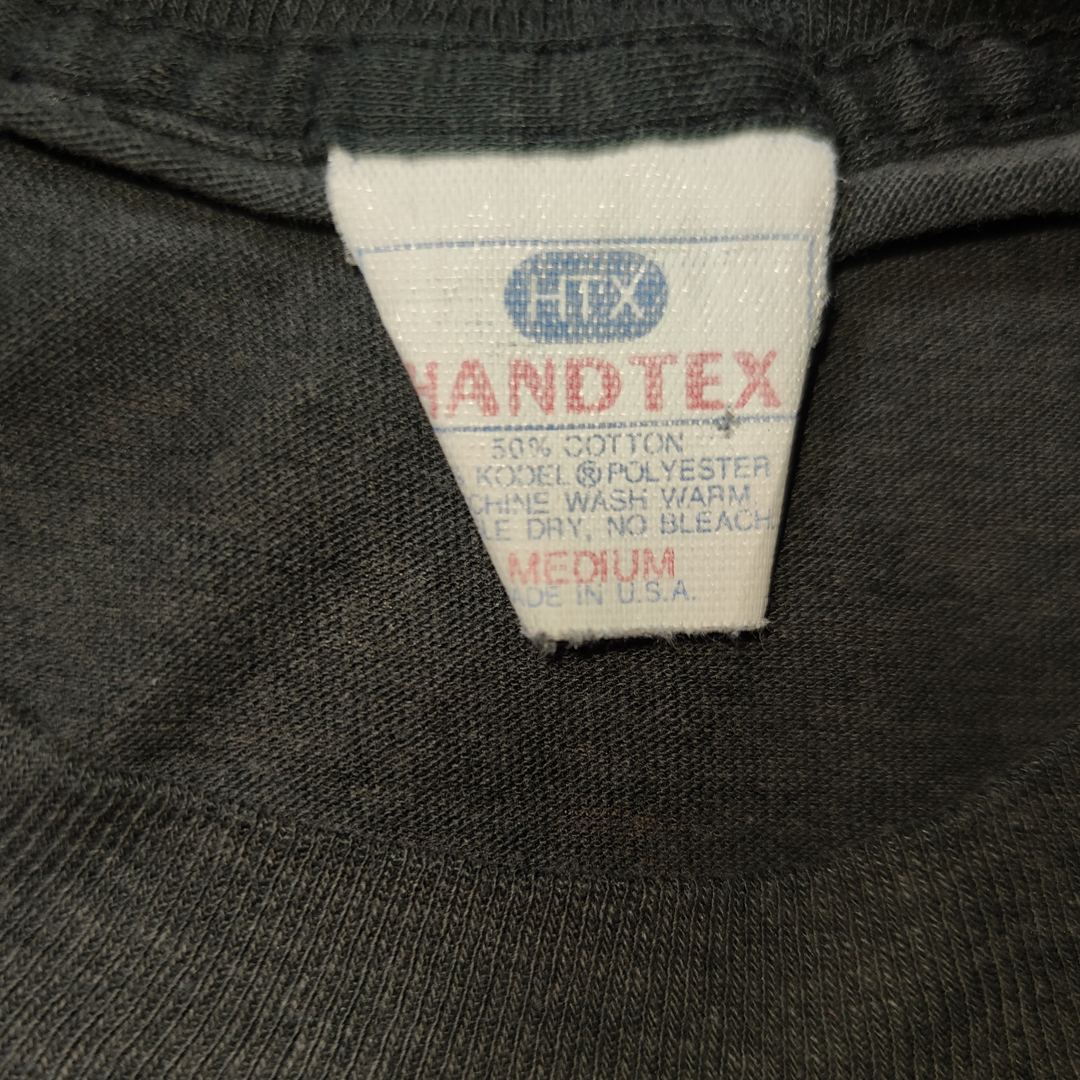 HTX
HANDTEX
50% COTTON
KODEL® POLYESTER
CHINE WASH WARM
LE DRY, NO BLEACH
MEDIUM
ADE IN U.S.A.